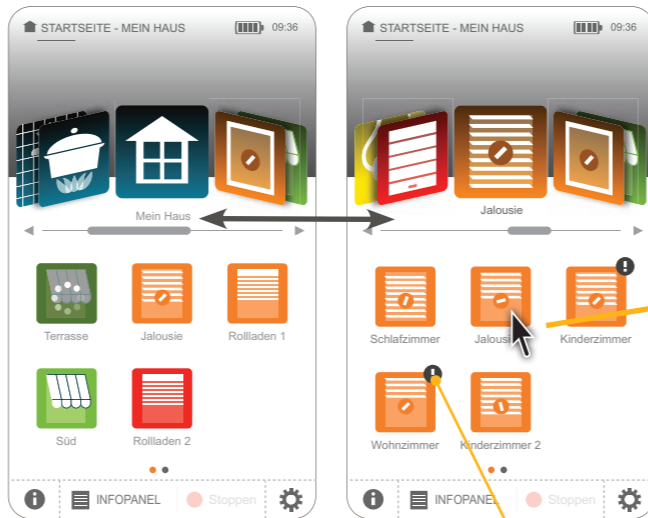 STARTSEITE - MEIN HAUS 09:36
Mein Haus
Terrasse Jalousie Rollladen 1
Süd Rollladen 2
INFOPANEL Stoppen
STARTSEITE - MEIN HAUS 09:36
Jalousie
Schlafzimmer Jalousie Kinderzimmer
Wohnzimmer Kinderzimmer 2
INFOPANEL Stoppen